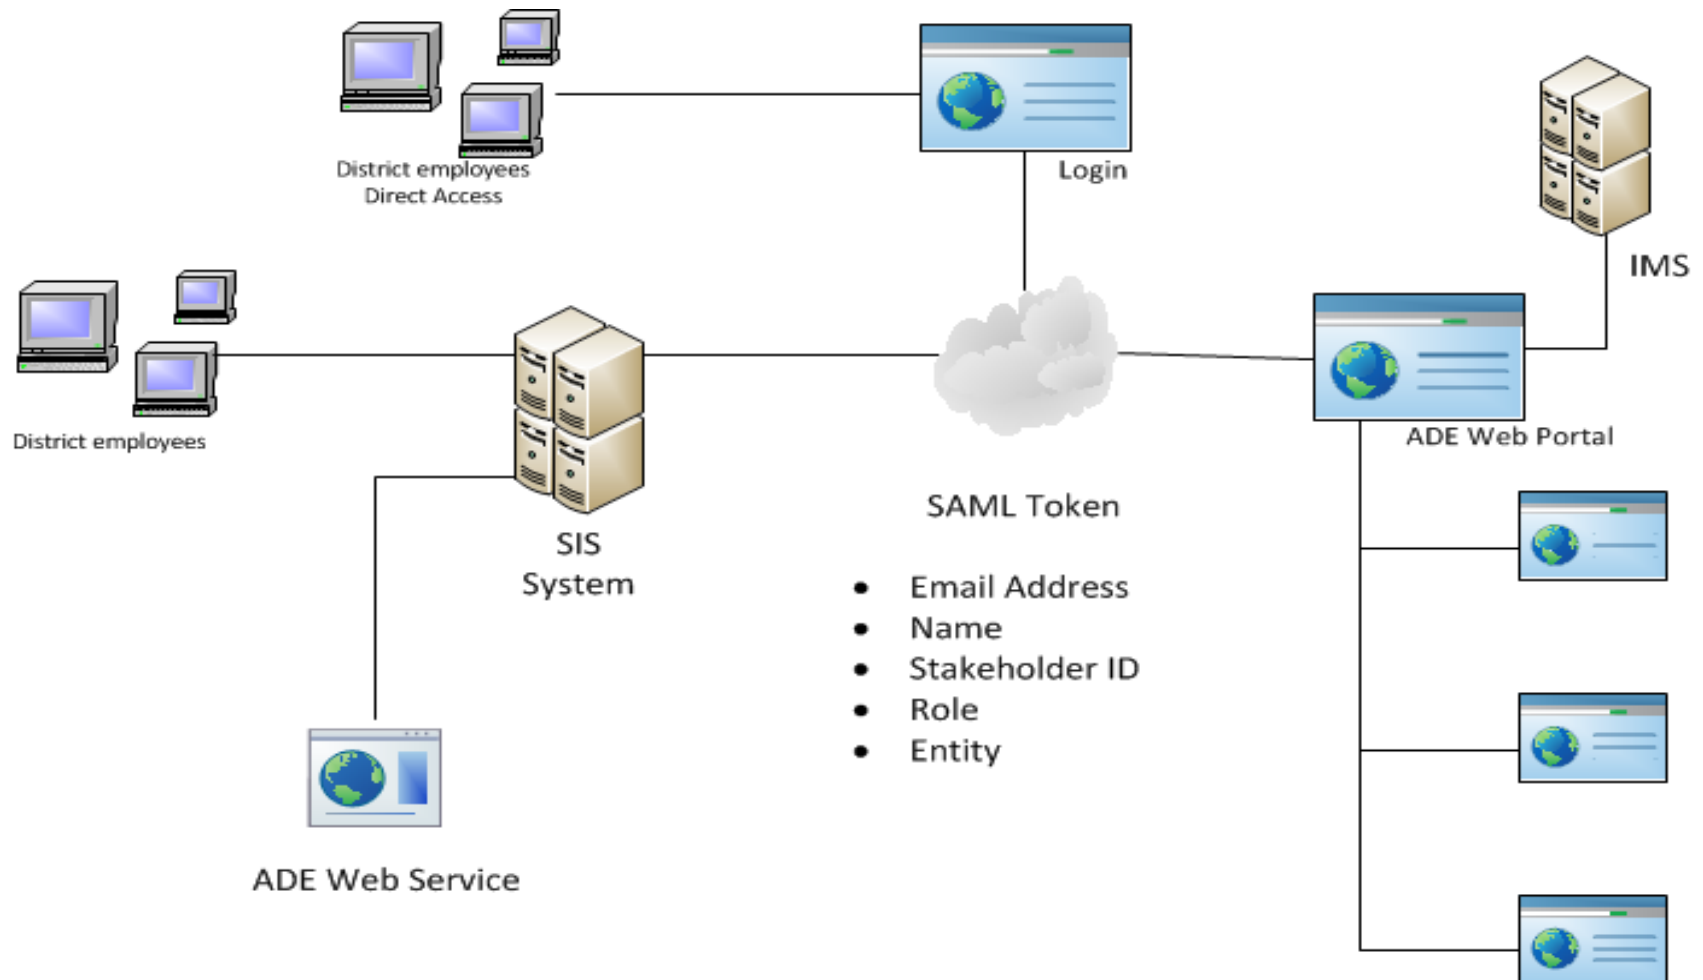 District employees
Direct Access
Login
IMS
District employees
ADE Web Portal
SIS
System
SAML Token
• Email Address
• Name
• Stakeholder ID
• Role
• Entity
ADE Web Service